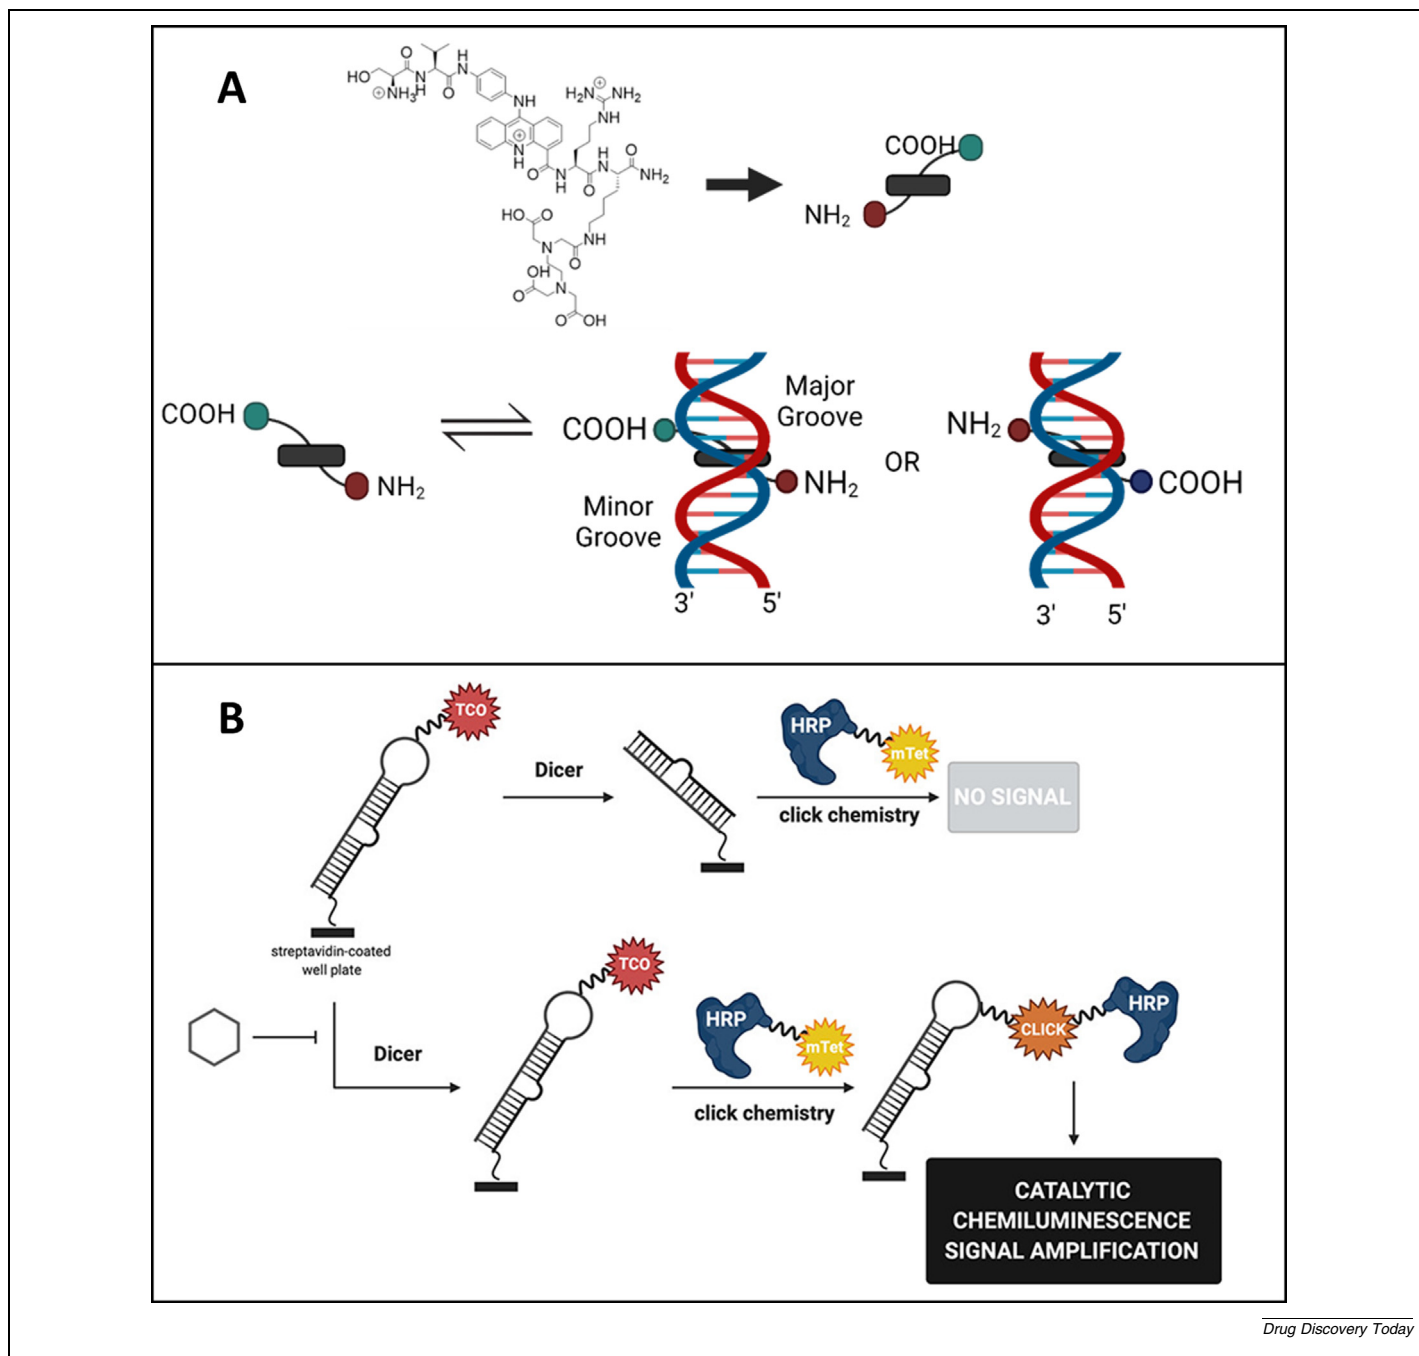 A
HO
O
H
N
NH
⊕NH3
N
H
O
NH
⊕
H2N
NH2
NH
⊕
N
H
O
N
H
O
H
N
O
NH2
HO
O
N
O
NH
OH
O
N
O
OH
COOH
NH2
COOH
NH2
COOH
Major
Groove
NH2
Minor
Groove
3'
5'
OR
NH2
COOH
3'
5'
B
TCO
Dicer
HRP
mTet
click chemistry
NO SIGNAL
streptavidin-coated
well plate
Dicer
TCO
HRP
mTet
click chemistry
CLICK
HRP
CATALYTIC
CHEMILUMINESCENCE
SIGNAL AMPLIFICATION
Drug Discovery Today